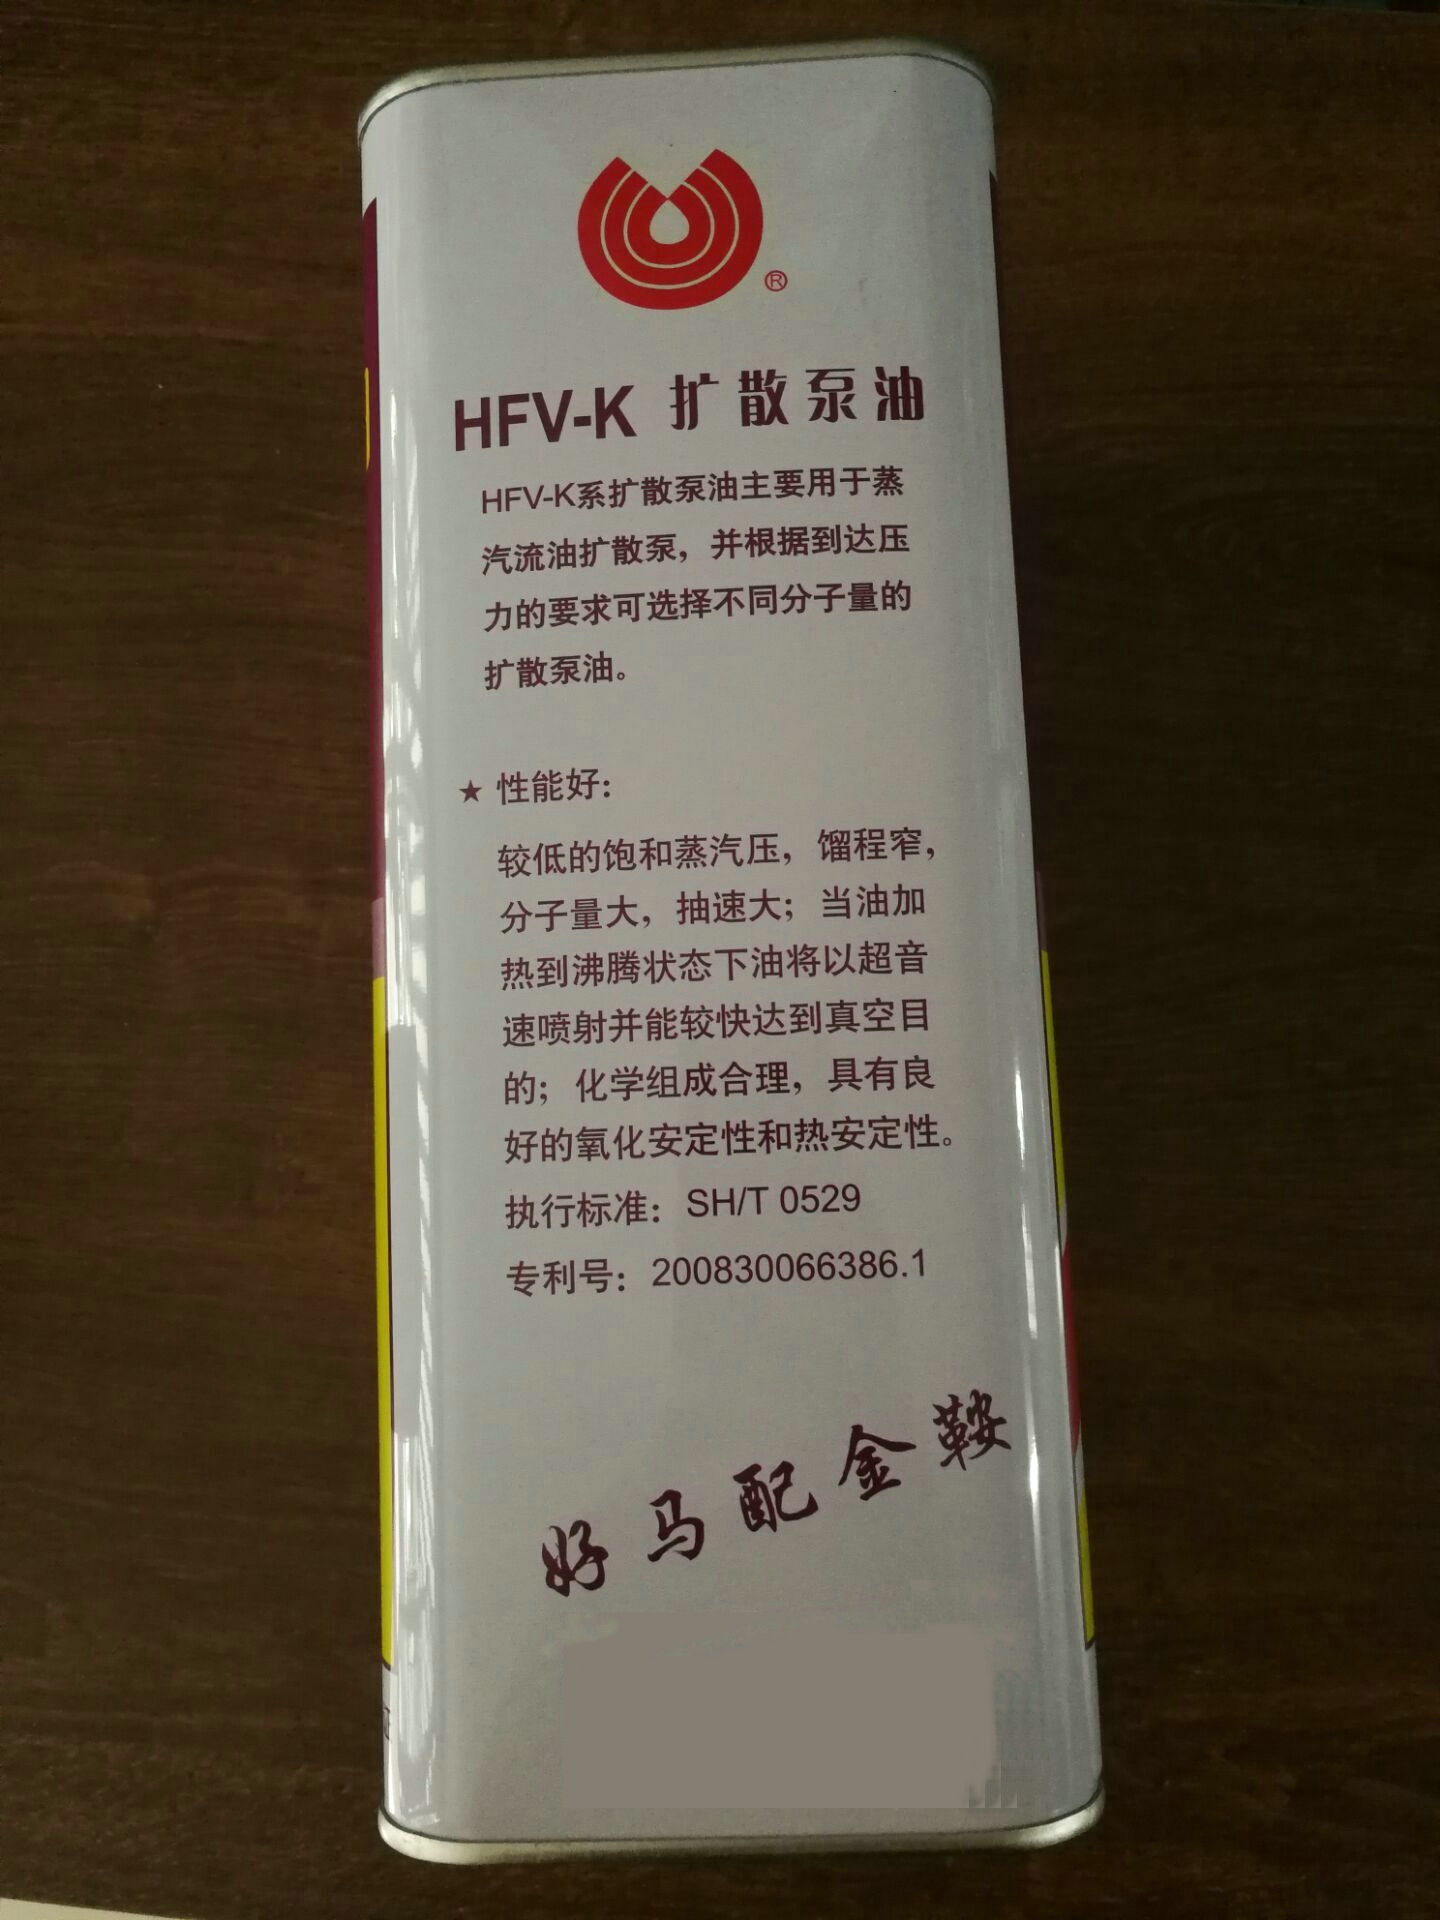 ®
HFV-K 扩散泵油
HFV-K系扩散泵油主要用于蒸
汽流油扩散泵，并根据到达压
力的要求可选择不同分子量的
扩散泵油。
★ 性能好：
较低的饱和蒸汽压，馏程窄，
分子量大，抽速大；当油加
热到沸腾状态下油将以超音
速喷射并能较快达到真空目
的；化学组成合理，具有良
好的氧化安定性和热安定性。
执行标准：SH/T 0529
专利号：200830066386.1
好马配金鞍